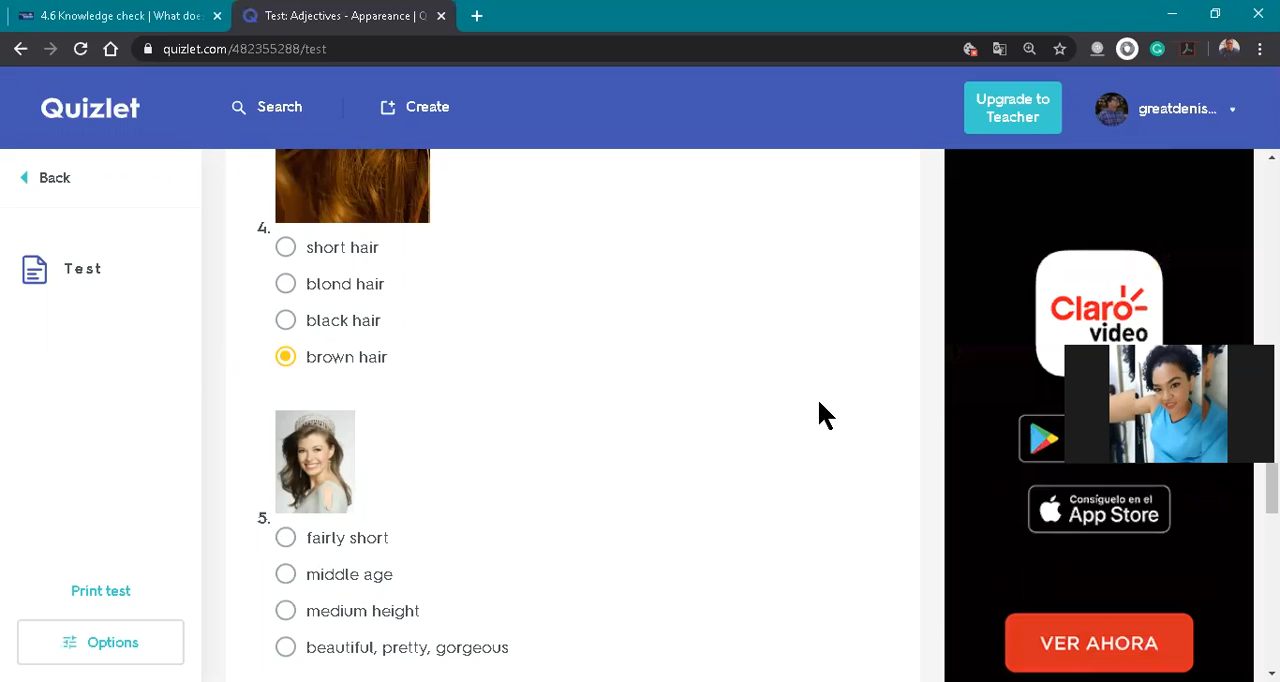 4.6 Knowledge check | What doe
Test: Adjectives - Appareance | Q
quizlet.com/482355288/test
Quizlet
Search
Create
Upgrade to
Teacher
greatdenis...
Back
Test
4.
short hair
blond hair
black hair
brown hair
5.
fairly short
middle age
medium height
beautiful, pretty, gorgeous
Print test
Options
Claro
video
Consíguelo en el
App Store
VER AHORA